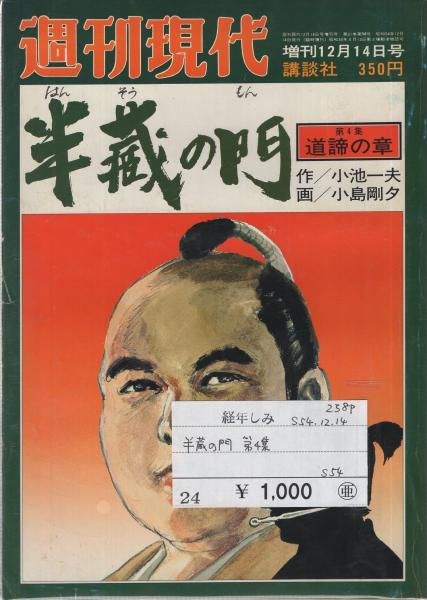 週刊現代
増刊12月14日号
講談社 350円
はん ぞう もん
半蔵の門
第4集
道諦の章
作／小池一夫
画／小島剛夕
258P
経年しみ S54.12.14
半蔵の門 第4集
S54
24 ¥ 1,000 亜